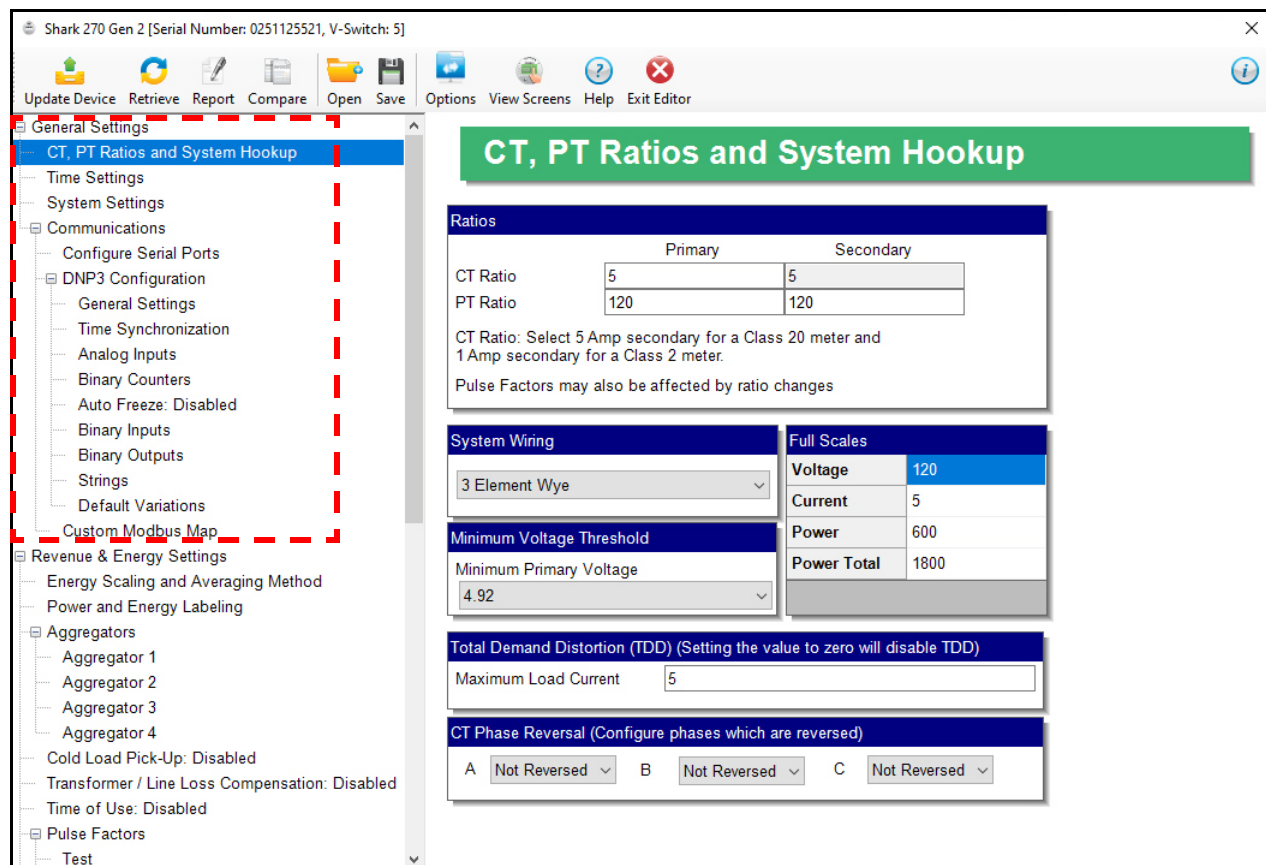 Shark 270 Gen 2 [Serial Number: 0251125521, V-Switch: 5]
Update Device Retrieve Report Compare Open Save Options View Screens Help Exit Editor
General Settings
CT, PT Ratios and System Hookup
Time Settings
System Settings
Communications
Configure Serial Ports
DNP3 Configuration
General Settings
Time Synchronization
Analog Inputs
Binary Counters
Auto Freeze: Disabled
Binary Inputs
Binary Outputs
Strings
Default Variations
Custom Modbus Map
Revenue & Energy Settings
Energy Scaling and Averaging Method
Power and Energy Labeling
Aggregators
Aggregator 1
Aggregator 2
Aggregator 3
Aggregator 4
Cold Load Pick-Up: Disabled
Transformer / Line Loss Compensation: Disabled
Time of Use: Disabled
Pulse Factors
Test
CT, PT Ratios and System Hookup
Ratios
Primary Secondary
CT Ratio 5 5
PT Ratio 120 120
CT Ratio: Select 5 Amp secondary for a Class 20 meter and
1 Amp secondary for a Class 2 meter.
Pulse Factors may also be affected by ratio changes
System Wiring
3 Element Wye
Minimum Voltage Threshold
Minimum Primary Voltage
4.92
Full Scales
Voltage 120
Current 5
Power 600
Power Total 1800
Total Demand Distortion (TDD) (Setting the value to zero will disable TDD)
Maximum Load Current 5
CT Phase Reversal (Configure phases which are reversed)
A Not Reversed B Not Reversed C Not Reversed